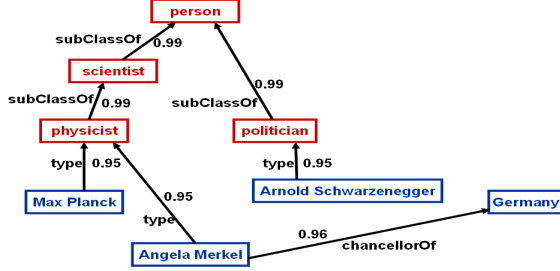 person
subClassOf 0.99
scientist
0.99
subClassOf 0.99 subClassOf
physicist politician
type 0.95 type 0.95
Max Planck 0.95 Arnold Schwarzenegger Germany
type
0.96
Angela Merkel chancellorOf